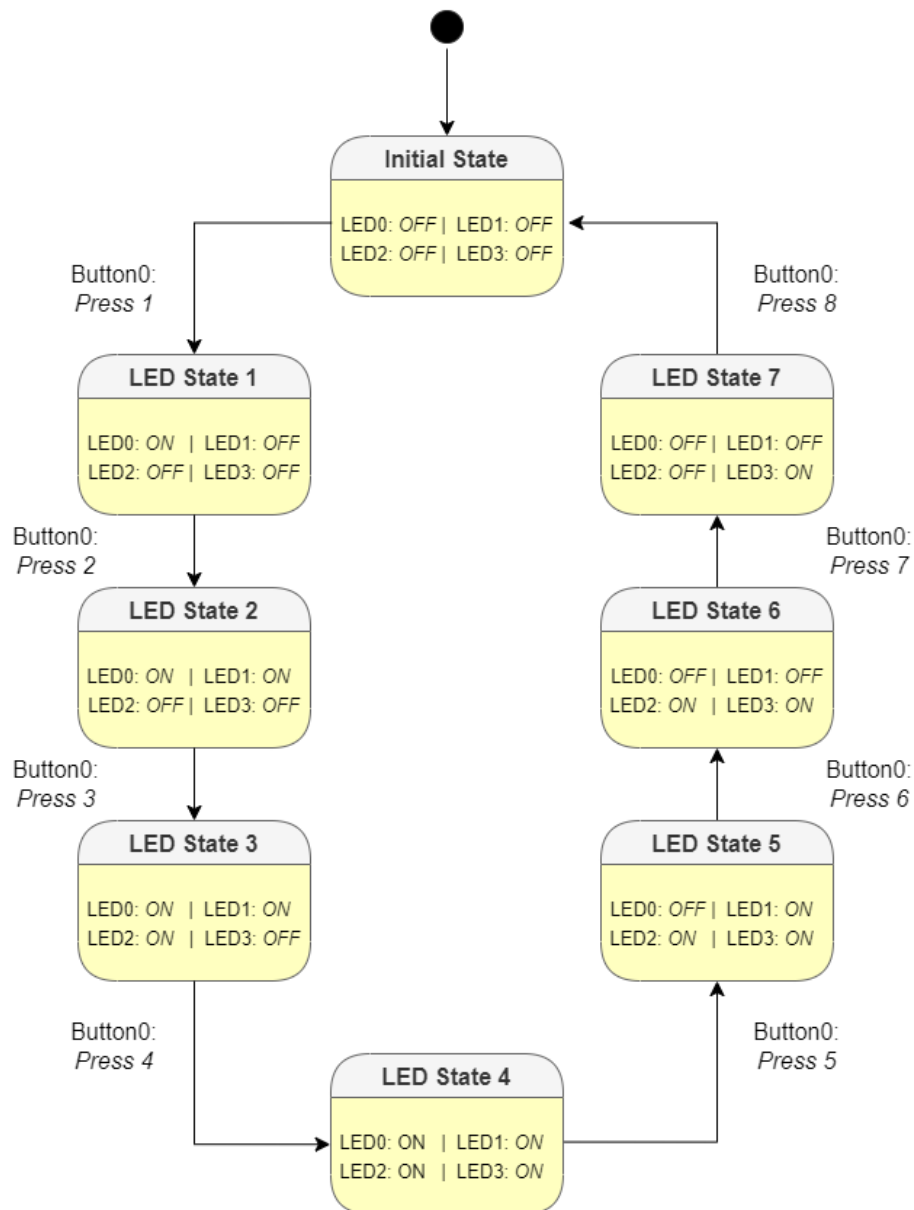 Initial State
LED0: OFF | LED1: OFF
LED2: OFF | LED3: OFF
Button0:
Press 1
LED State 1
LED0: ON | LED1: OFF
LED2: OFF | LED3: OFF
Button0:
Press 2
LED State 2
LED0: ON | LED1: ON
LED2: OFF | LED3: OFF
Button0:
Press 3
LED State 3
LED0: ON | LED1: ON
LED2: ON | LED3: OFF
Button0:
Press 4
LED State 4
LED0: ON | LED1: ON
LED2: ON | LED3: ON
Button0:
Press 5
LED State 5
LED0: OFF | LED1: ON
LED2: ON | LED3: ON
Button0:
Press 6
LED State 6
LED0: OFF | LED1: OFF
LED2: ON | LED3: ON
Button0:
Press 7
LED State 7
LED0: OFF | LED1: OFF
LED2: OFF | LED3: ON
Button0:
Press 8